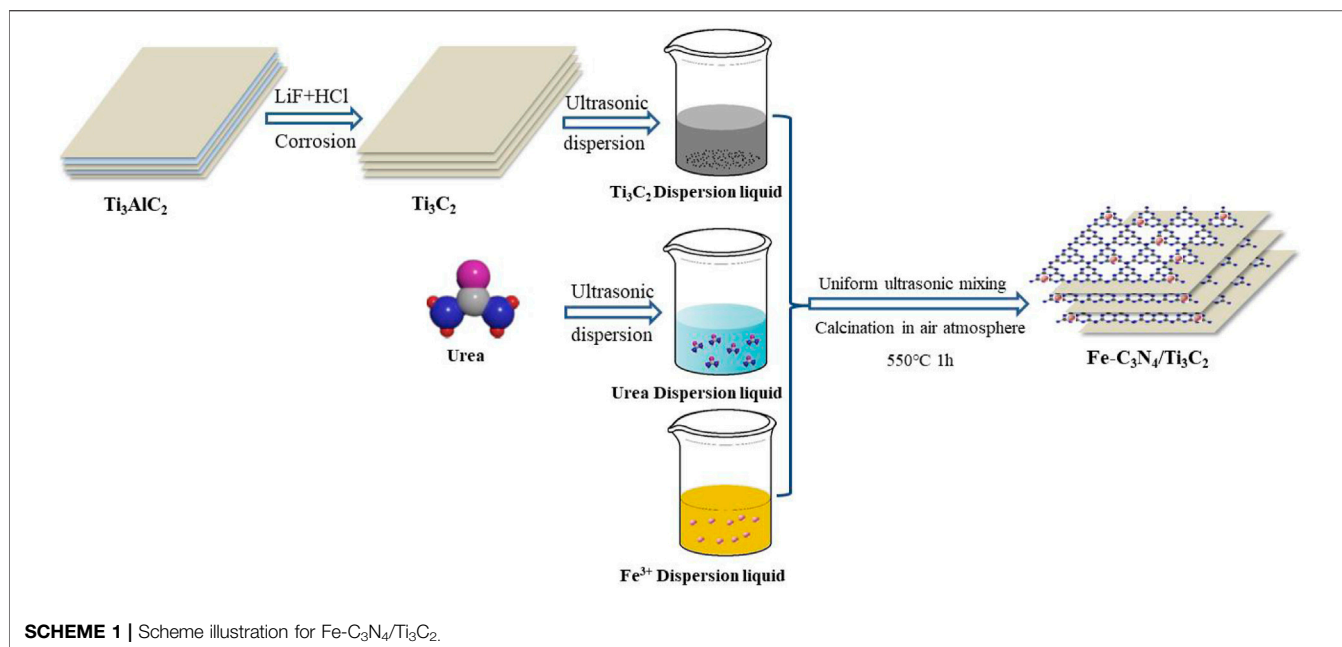 LiF+HCl
Corrosion
Ti₃AlC₂
Ti₃C₂
Ultrasonic
dispersion
Ti₃C₂ Dispersion liquid
Urea
Ultrasonic
dispersion
Urea Dispersion liquid
Fe³⁺ Dispersion liquid
Uniform ultrasonic mixing
Calcination in air atmosphere
550℃ 1h
Fe-C₃N₄/Ti₃C₂
SCHEME 1 | Scheme illustration for Fe-C₃N₄/Ti₃C₂.